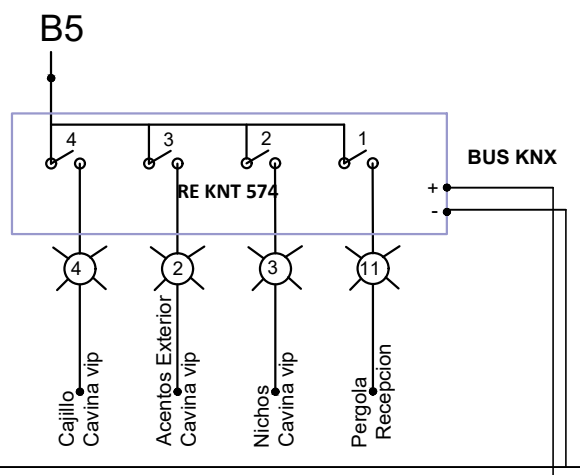 B5
4 3 2 1
BUS KNX
RE KNT 574
+
-
4 2 3 11
Cajillo
Cavina vip
Acentos Exterior
Cavina vip
Nichos
Cavina vip
Pergola
Recepcion